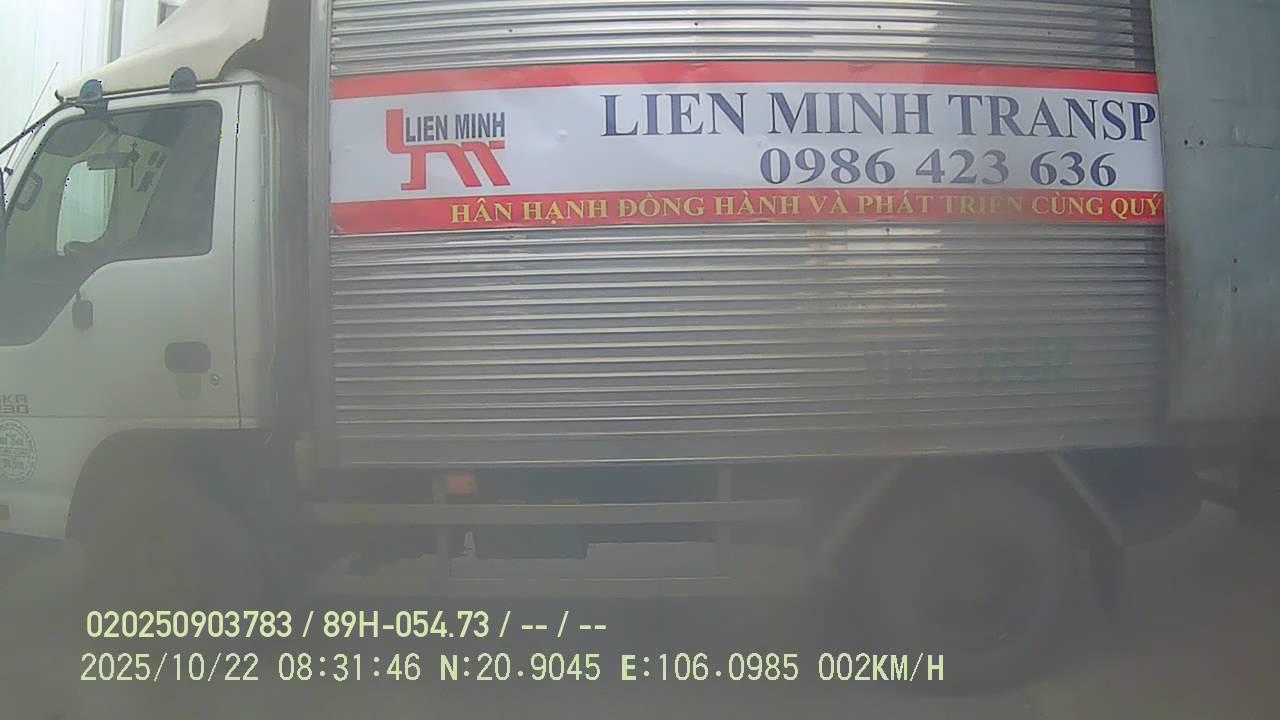 LIEN MINH
LIEN MINH TRANSP
0986 423 636
HÂN HẠNH ĐỒNG HÀNH VÀ PHÁT TRIỂN CÙNG QUÝ
020250903783 / 89H-054.73 / -- / --
2025/10/22 08:31:46 N:20.9045 E:106.0985 002KM/H